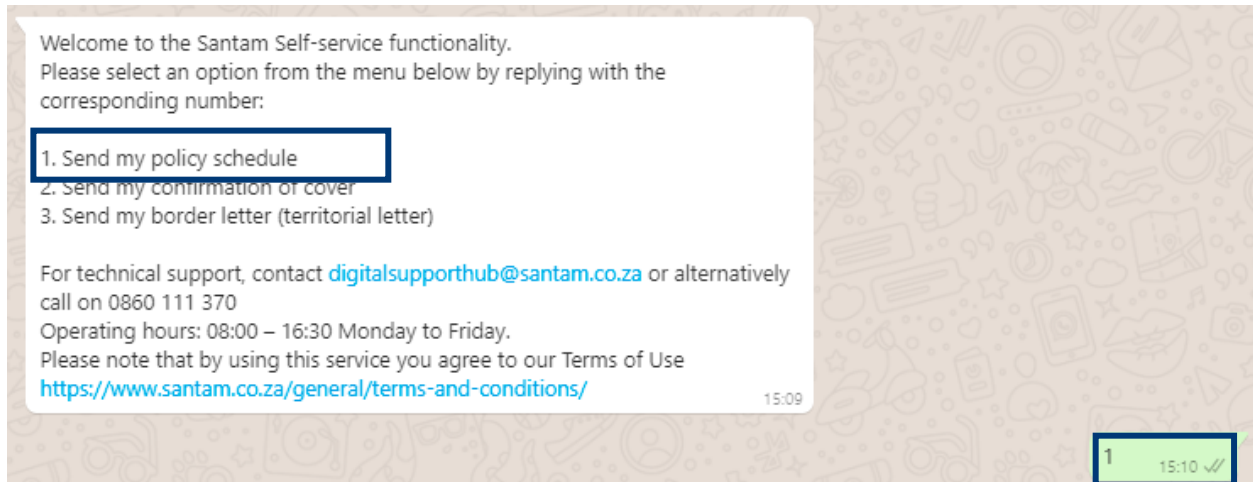 Welcome to the Santam Self-service functionality.
Please select an option from the menu below by replying with the
corresponding number:
1. Send my policy schedule
2. Send my confirmation of cover
3. Send my border letter (territorial letter)
For technical support, contact digitalsupporthub@santam.co.za or alternatively
call on 0860 111 370
Operating hours: 08:00 – 16:30 Monday to Friday.
Please note that by using this service you agree to our Terms of Use
https://www.santam.co.za/general/terms-and-conditions/
15:09
1
15:10